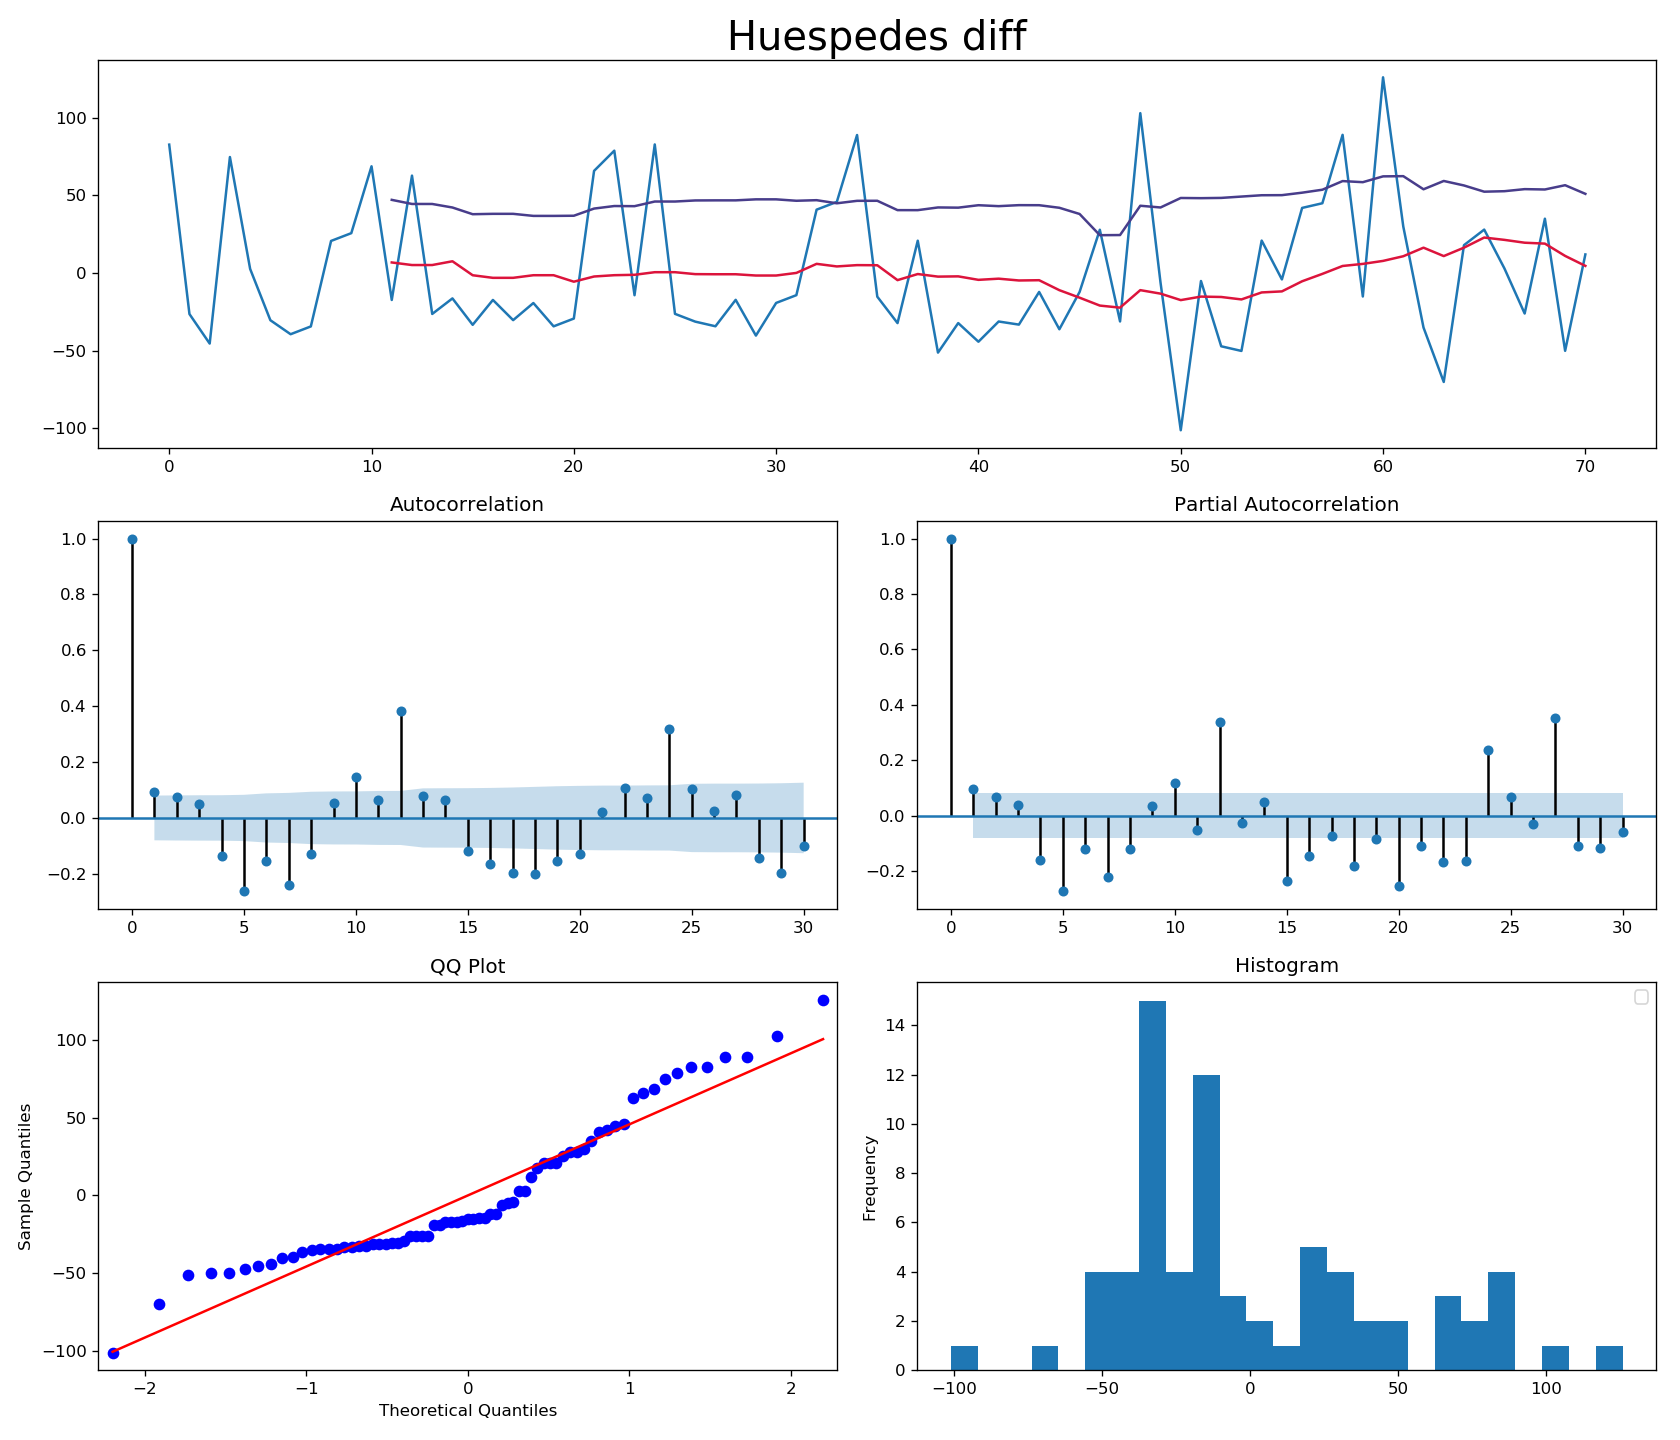 Huespedes diff
100
50
0
−50
−100
0 10 20 30 40 50 60 70
Autocorrelation
1.0
0.8
0.6
0.4
0.2
0.0
−0.2
0 5 10 15 20 25 30
Partial Autocorrelation
1.0
0.8
0.6
0.4
0.2
0.0
−0.2
0 5 10 15 20 25 30
QQ Plot
Sample Quantiles
100
50
0
−50
−100
−2 −1 0 1 2
Theoretical Quantiles
Histogram
Frequency
14
12
10
8
6
4
2
0
−100 −50 0 50 100